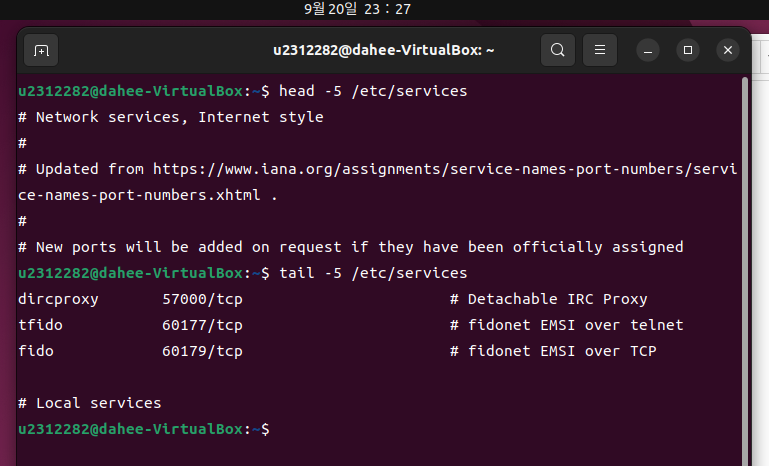 9월 20일 23 : 27
u2312282@dahee-VirtualBox: ~
u2312282@dahee-VirtualBox:~$ head -5 /etc/services
# Network services, Internet style
#
# Updated from https://www.iana.org/assignments/service-names-port-numbers/servi
ce-names-port-numbers.xhtml .
#
# New ports will be added on request if they have been officially assigned
u2312282@dahee-VirtualBox:~$ tail -5 /etc/services
dircproxy       57000/tcp                       # Detachable IRC Proxy
tfido           60177/tcp                       # fidonet EMSI over telnet
fido            60179/tcp                       # fidonet EMSI over TCP

# Local services
u2312282@dahee-VirtualBox:~$